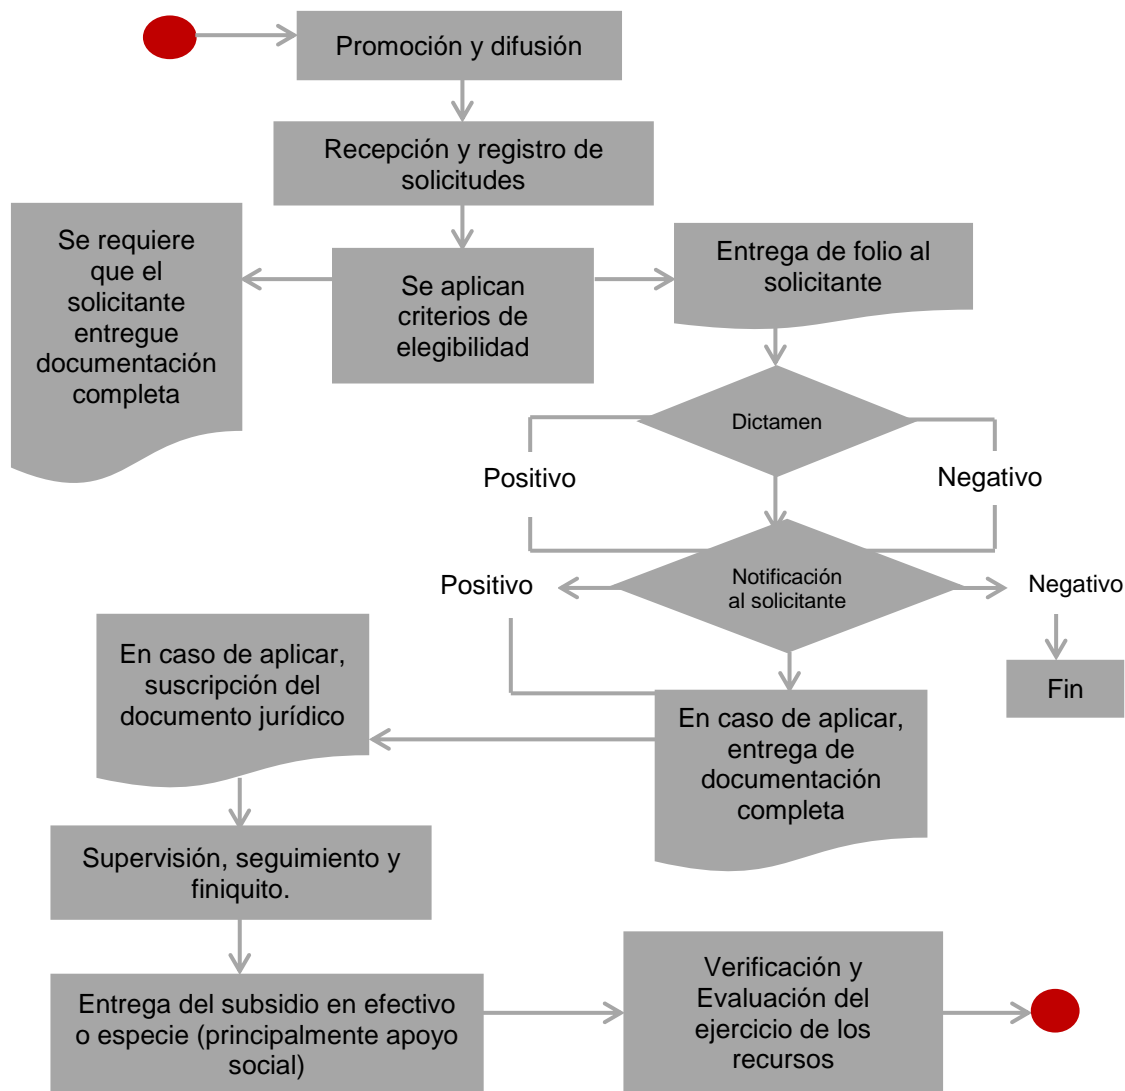 Promoción y difusión
Recepción y registro de
solicitudes
Se requiere
que el
solicitante
entregue
documentación
completa
Se aplican
criterios de
elegibilidad
Entrega de folio al
solicitante
Dictamen
Positivo
Negativo
Notificación
al solicitante
Positivo
Negativo
Fin
En caso de aplicar,
suscripción del
documento jurídico
En caso de aplicar,
entrega de
documentación
completa
Supervisión, seguimiento y
finiquito.
Entrega del subsidio en efectivo
o especie (principalmente apoyo
social)
Verificación y
Evaluación del
ejercicio de los
recursos